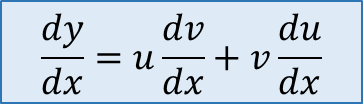 dy/dx = u dv/dx + v du/dx